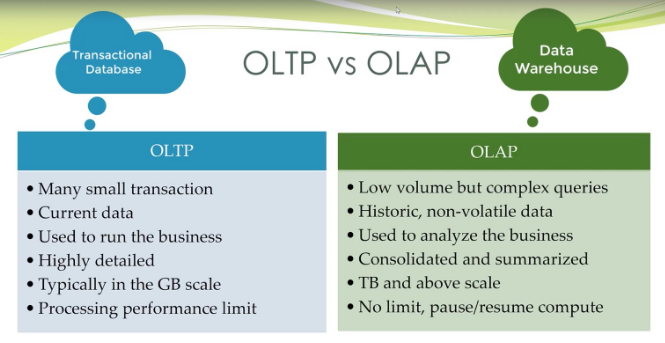 Transactional
Database
OLTP vs OLAP
Data
Warehouse
OLTP
• Many small transaction
• Current data
• Used to run the business
• Highly detailed
• Typically in the GB scale
• Processing performance limit
OLAP
• Low volume but complex queries
• Historic, non-volatile data
• Used to analyze the business
• Consolidated and summarized
• TB and above scale
• No limit, pause/resume compute